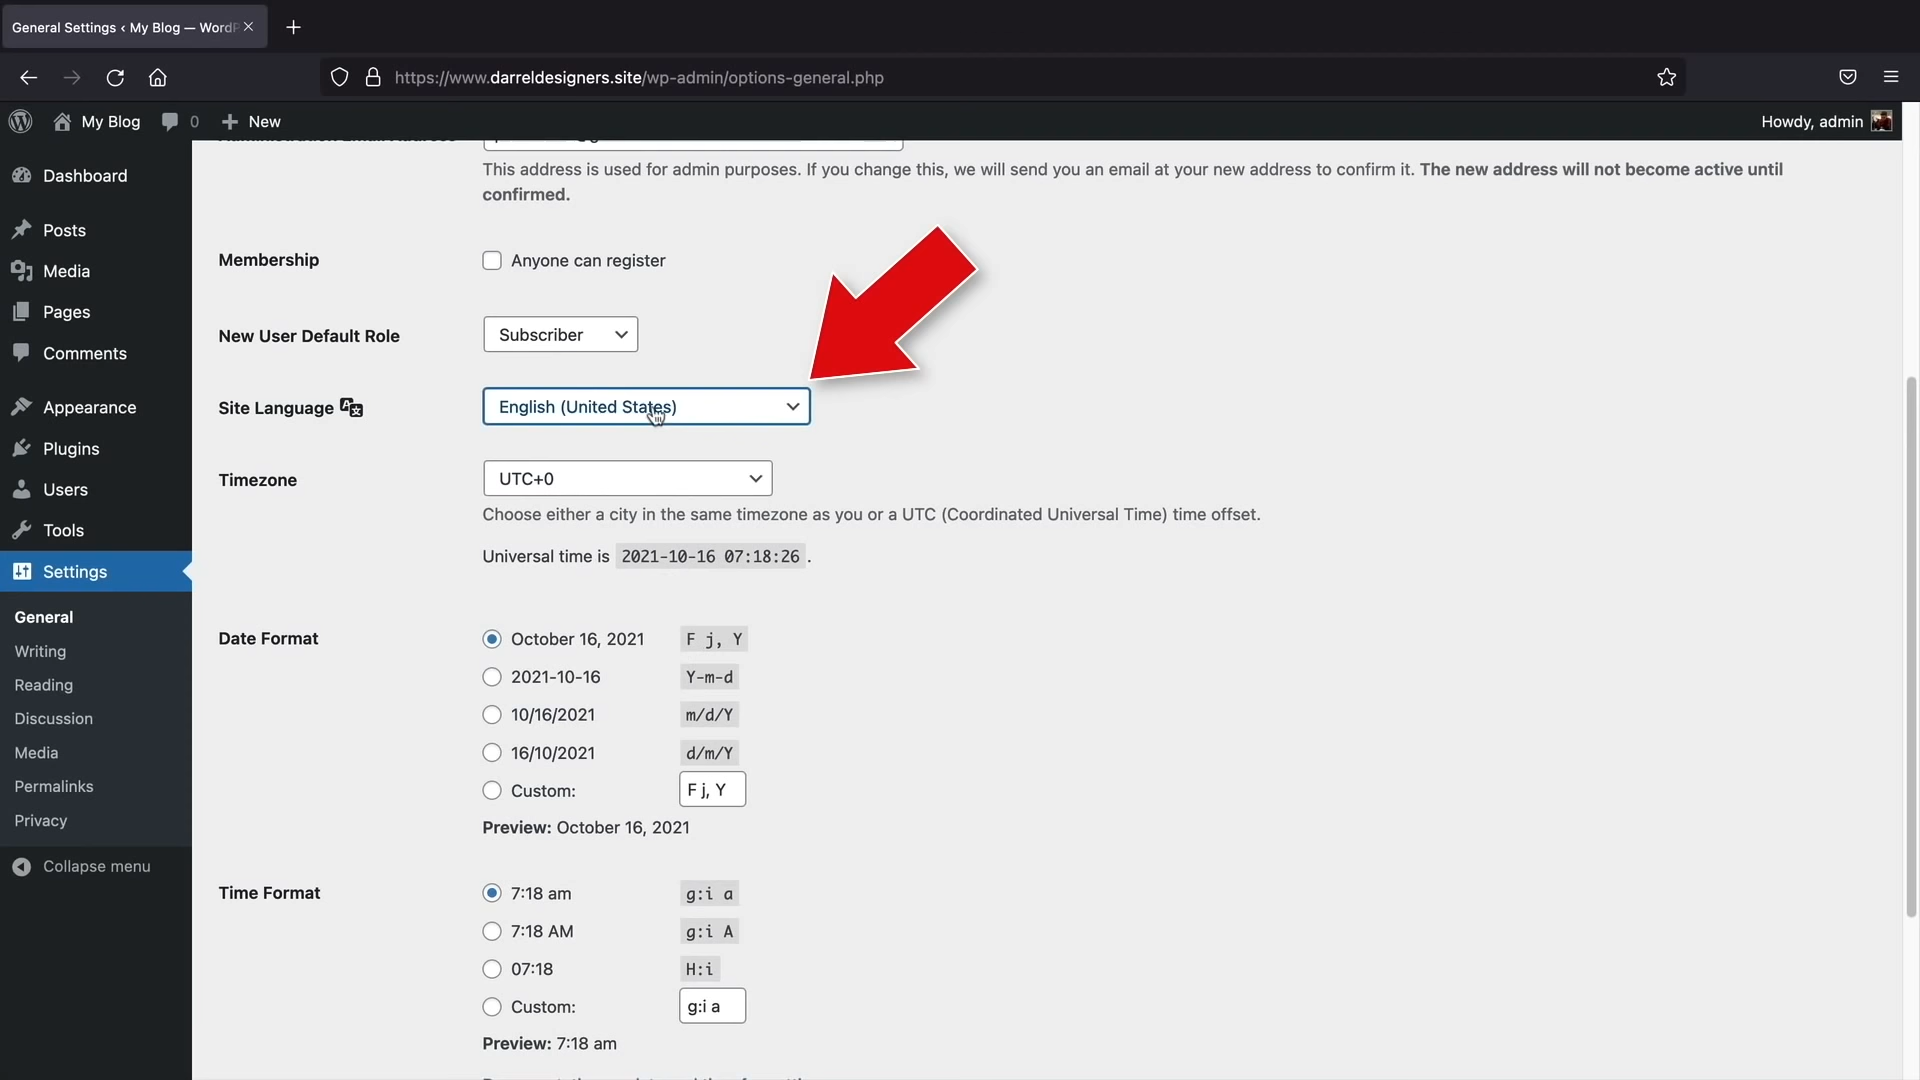 General Settings ‹ My Blog — WordP
https://www.darreldesigners.site/wp-admin/options-general.php
My Blog 0 New Howdy, admin
This address is used for admin purposes. If you change this, we will send you an email at your new address to confirm it. The new address will not become active until
confirmed.
Dashboard
Posts
Media
Pages
Comments
Appearance
Plugins
Users
Tools
Settings
General
Writing
Reading
Discussion
Media
Permalinks
Privacy
Collapse menu
Membership Anyone can register
New User Default Role Subscriber
Site Language English (United States)
Timezone UTC+0
Choose either a city in the same timezone as you or a UTC (Coordinated Universal Time) time offset.
Universal time is 2021-10-16 07:18:26 .
Date Format October 16, 2021 F j, Y
2021-10-16 Y-m-d
10/16/2021 m/d/Y
16/10/2021 d/m/Y
Custom: F j, Y
Preview: October 16, 2021
Time Format 7:18 am g:i a
7:18 AM g:i A
07:18 H:i
Custom: g:i a
Preview: 7:18 am